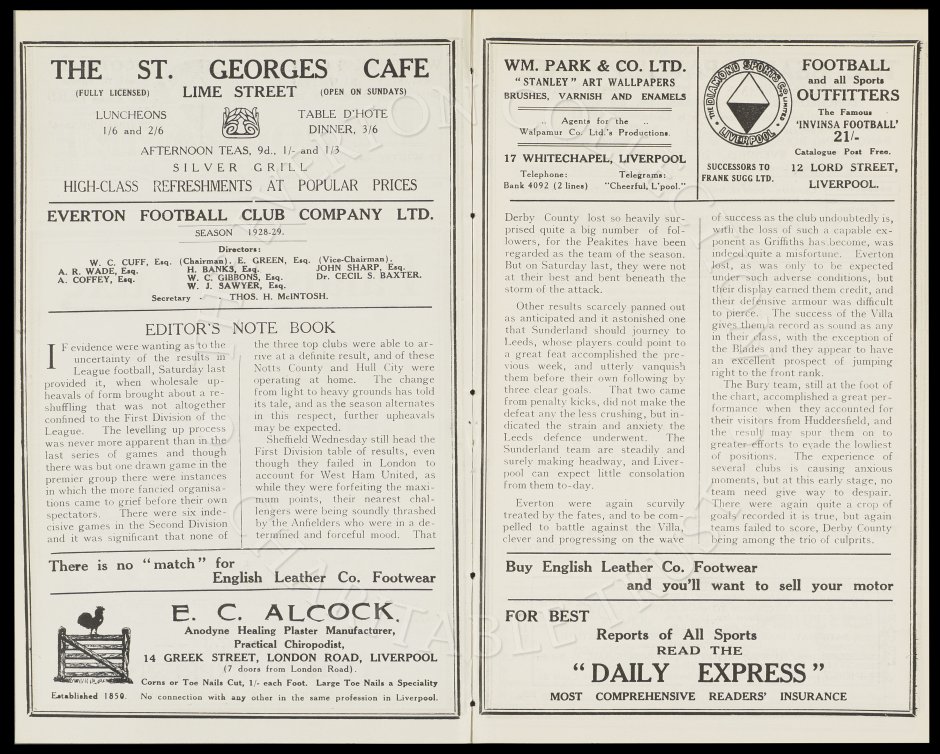 THE ST. GEORGES CAFE
(FULLY LICENSED) LIME STREET (OPEN ON SUNDAYS)
LUNCHEONS
1/6 and 2/6
TABLE D'HOTE
DINNER, 3/6
AFTERNOON TEAS, 9d., 1/- and 1/3
SILVER GRILL
HIGH-CLASS REFRESHMENTS AT POPULAR PRICES
EVERTON FOOTBALL CLUB COMPANY LTD.
SEASON 1928-29.
Directors:
W. C. CUFF, Esq. (Chairman). E. GREEN, Esq. (Vice-Chairman).
A. R. WADE, Esq. H. BANKS, Esq. JOHN SHARP, Esq.
A. COFFEY, Esq. W. C. GIBBONS, Esq. Dr. CECIL S. BAXTER.
W. J. SAWYER, Esq.
Secretary - - THOS. H. McINTOSH.
EDITOR'S NOTE BOOK
IF evidence were wanting as to the
uncertainty of the results in
League football, Saturday last
provided it, when wholesale up-
heavals of form brought about a re-
shuffling that was not altogether
confined to the First Division of the
League. The levelling up process
was never more apparent than in the
last series of games and though
there was but one drawn game in the
premier group there were instances
in which the more fancied organisa-
tions came to grief before their own
spectators. There were six inde-
cisive games in the Second Division
and it was significant that none of
the three top clubs were able to ar-
rive at a definite result, and of these
Notts County and Hull City were
operating at home. The change
from light to heavy grounds has told
its tale, and as the season alternates
in this respect, further upheavals
may be expected.
Sheffield Wednesday still head the
First Division table of results, even
though they failed in London to
account for West Ham United, as
while they were forfeiting the maxi-
mum points, their nearest chal-
lengers were being soundly thrashed
by the Anfielders who were in a de-
termined and forceful mood. That
There is no "match" for
English Leather Co. Footwear
E. C. ALCOCK,
Anodyne Healing Plaster Manufacturer,
Practical Chiropodist,
14 GREEK STREET, LONDON ROAD, LIVERPOOL
(7 doors from London Road).
Corns or Toe Nails Cut, 1/- each Foot. Large Toe Nails a Speciality
Established 1850. No connection with any other in the same profession in Liverpool.
WM. PARK & CO. LTD.
"STANLEY" ART WALLPAPERS
BRUSHES, VARNISH AND ENAMELS
.. Agents for the ..
Walpamur Co. Ltd.'s Productions.
17 WHITECHAPEL, LIVERPOOL
Telephone: Telegrams:
Bank 4092 (2 lines) "Cheerful, L'pool."
THE DIAMOND SPORTS CO UNITED
LIVERPOOL
SUCCESSORS TO
FRANK SUGG LTD.
FOOTBALL
and all Sports
OUTFITTERS
The Famous
'INVINSA FOOTBALL'
21/-
Catalogue Post Free.
12 LORD STREET,
LIVERPOOL.
Derby County lost so heavily sur-
prised quite a big number of fol-
lowers, for the Peakites have been
regarded as the team of the season.
But on Saturday last, they were not
at their best and bent beneath the
storm of the attack.
Other results scarcely panned out
as anticipated and it astonished one
that Sunderland should journey to
Leeds, whose players could point to
a great feat accomplished the pre-
vious week, and utterly vanquish
them before their own following by
three clear goals. That two came
from penalty kicks, did not make the
defeat any the less crushing, but in-
dicated the strain and anxiety the
Leeds defence underwent. The
Sunderland team are steadily and
surely making headway, and Liver-
pool can expect little consolation
from them to-day.
Everton were again scurvily
treated by the fates, and to be com-
pelled to battle against the Villa,
clever and progressing on the wave
of success as the club undoubtedly is,
with the loss of such a capable ex-
ponent as Griffiths has become, was
indeed quite a misfortune. Everton
lost, as was only to be expected
under such adverse conditions, but
their display earned them credit, and
their defensive armour was difficult
to pierce. The success of the Villa
gives them a record as sound as any
in their class, with the exception of
the Blades and they appear to have
an excellent prospect of jumping
right to the front rank.
The Bury team, still at the foot of
the chart, accomplished a great per-
formance when they accounted for
their visitors from Huddersfield, and
the result may spur them on to
greater efforts to evade the lowliest
of positions. The experience of
several clubs is causing anxious
moments, but at this early stage, no
team need give way to despair.
There were again quite a crop of
goals recorded it is true, but again
teams failed to score, Derby County
being among the trio of culprits.
Buy English Leather Co. Footwear
and you'll want to sell your motor
FOR BEST
Reports of All Sports
READ THE
"DAILY EXPRESS"
MOST COMPREHENSIVE READERS' INSURANCE